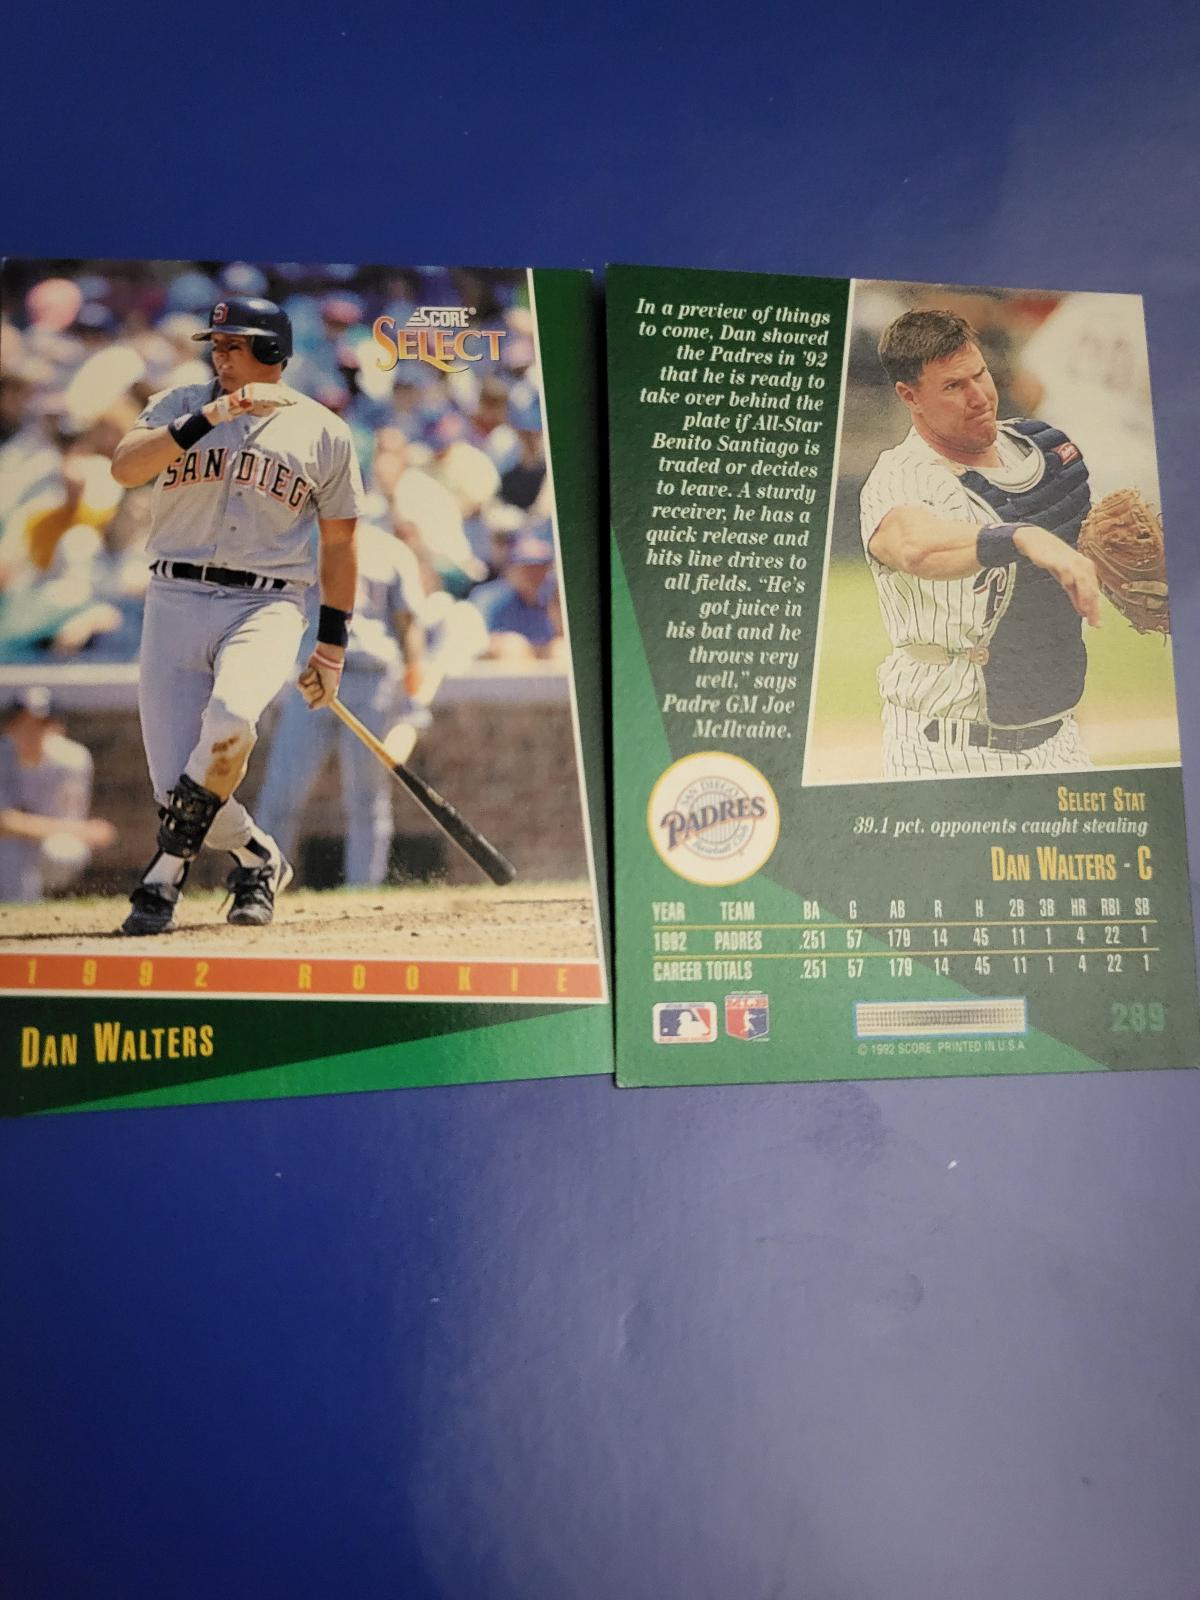 SCORE®
SELECT
S
SAN DIEG
1992 ROOKIE
DAN WALTERS
In a preview of things
to come, Dan showed
the Padres in '92
that he is ready to
take over behind the
plate if All-Star
Benito Santiago is
traded or decides
to leave. A sturdy
receiver, he has a
quick release and
hits line drives to
all fields. "He's
got juice in
his bat and he
throws very
well," says
Padre GM Joe
McIlvaine.
SAN DIEGO
PADRES
Baseball Club
SELECT STAT
39.1 pct. opponents caught stealing
DAN WALTERS - C
YEAR TEAM BA G AB R H 2B 3B HR RBI SB
1992 PADRES .251 57 179 14 45 11 1 4 22 1
CAREER TOTALS .251 57 179 14 45 11 1 4 22 1
MLB
289
© 1992 SCORE, PRINTED IN U.S.A.